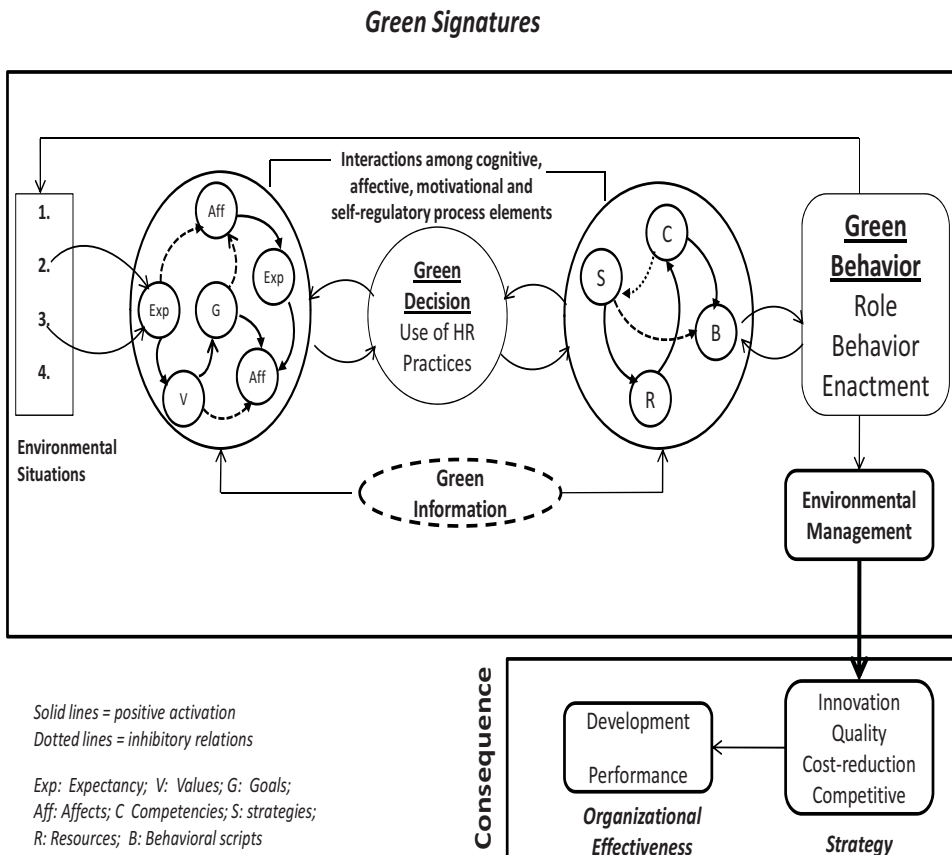 Green Signatures
Interactions among cognitive,
affective, motivational and
self-regulatory process elements
1.
2.
3.
4.
Environmental
Situations
Aff
Exp
Exp
G
V
Aff
Green
Decision
Use of HR
Practices
C
S
B
R
Green
Behavior
Role
Behavior
Enactment
Green
Information
Environmental
Management
Consequence
Innovation
Quality
Cost-reduction
Competitive
Strategy
Development
Performance
Organizational
Effectiveness
Solid lines = positive activation
Dotted lines = inhibitory relations
Exp: Expectancy; V: Values; G: Goals;
Aff: Affects; C Competencies; S: strategies;
R: Resources; B: Behavioral scripts